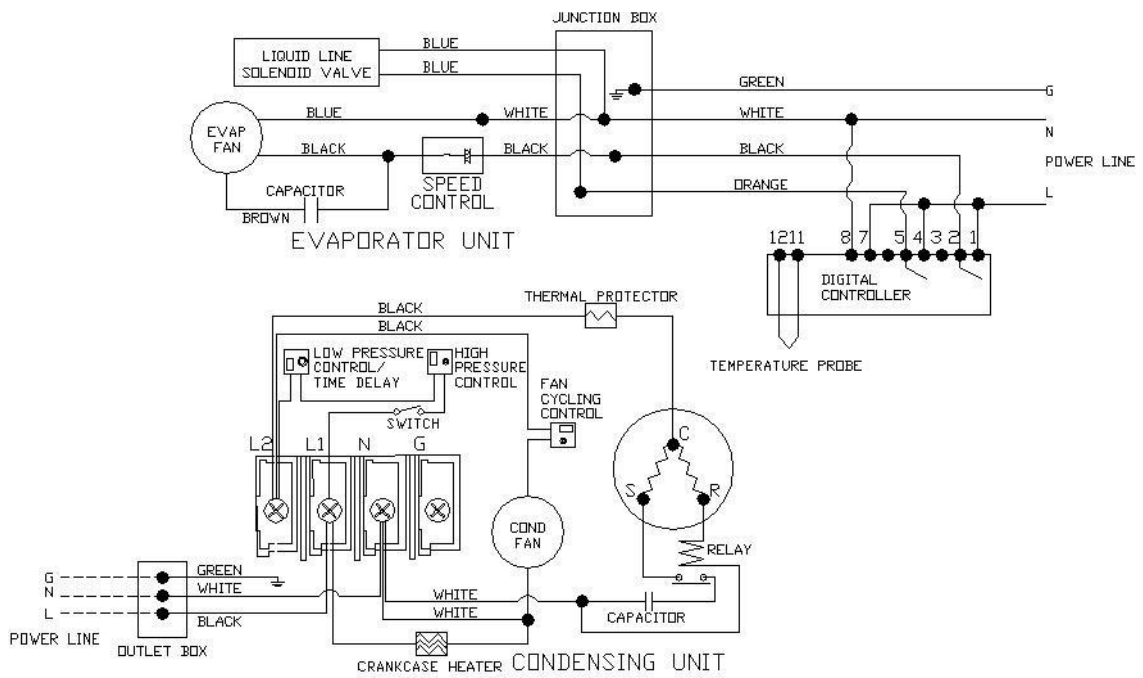 JUNCTION BOX
LIQUID LINE
SOLENOID VALVE
BLUE
BLUE
GREEN
G
EVAP
FAN
BLUE
WHITE
WHITE
N
BLACK
BLACK
BLACK
POWER LINE
SPEED
CONTROL
CAPACITOR
BROWN
ORANGE
L
EVAPORATOR UNIT
12 11 8 7 5 4 3 2 1
DIGITAL
CONTROLLER
TEMPERATURE PROBE
THERMAL PROTECTOR
BLACK
BLACK
LOW PRESSURE
CONTROL/
TIME DELAY
HIGH
PRESSURE
CONTROL
FAN
CYCLING
CONTROL
SWITCH
L2 L1 N G
C
S R
COND
FAN
RELAY
G
N
L
POWER LINE
GREEN
WHITE
BLACK
OUTLET BOX
WHITE
WHITE
CAPACITOR
CRANKCASE HEATER
CONDENSING UNIT